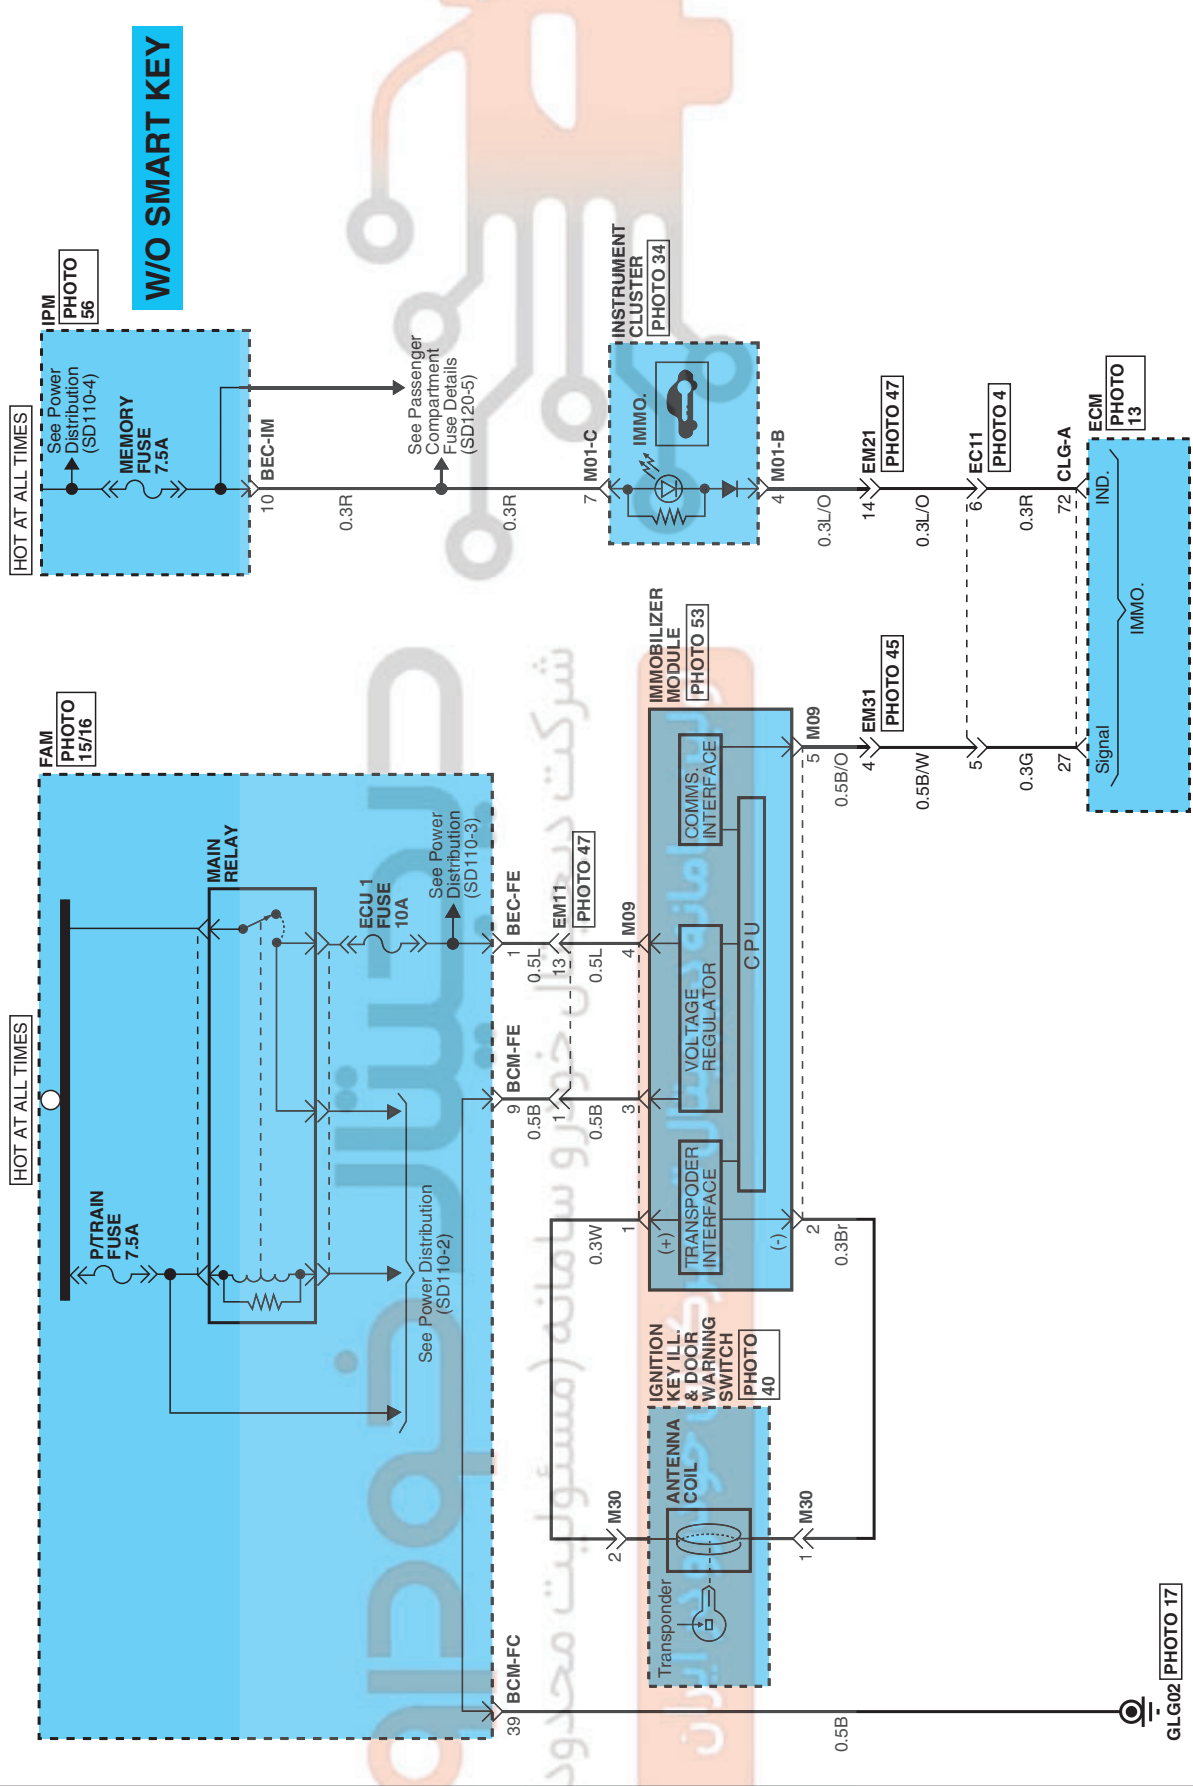 W/O SMART KEY
HOT AT ALL TIMES
FAM
PHOTO
15/16
P/TRAIN
FUSE
7.5A
MAIN
RELAY
ECU 1
FUSE
10A
See Power
Distribution
(SD110-3)
See Power Distribution
(SD110-2)
39
BCM-FC
9
BCM-FE
1
BEC-FE
0.5B
0.5L
1
13
EM11
PHOTO 47
0.5B
0.5L
3
4
M09
0.3W
1
IMMOBILIZER
MODULE
PHOTO 53
(+)
TRANSPODER
INTERFACE
(-)
VOLTAGE
REGULATOR
COMMS.
INTERFACE
CPU
2
0.3Br
5
M09
0.5B/O
4
EM31
PHOTO 45
0.5B/W
5
0.3G
27
IGNITION
KEY ILL.
& DOOR
WARNING
SWITCH
PHOTO
40
ANTENNA
COIL
Transponder
2
M30
1
M30
0.5B
GLG02
PHOTO 17
HOT AT ALL TIMES
IPM
PHOTO
56
See Power
Distribution
(SD110-4)
MEMORY
FUSE
7.5A
10
BEC-IM
0.3R
See Passenger
Compartment
Fuse Details
(SD120-5)
0.3R
7
M01-C
INSTRUMENT
CLUSTER
PHOTO 34
IMMO.
4
M01-B
0.3L/O
14
EM21
PHOTO 47
0.3L/O
6
EC11
PHOTO 4
0.3R
72
CLG-A
ECM
PHOTO
13
Signal
IND.
IMMO.
شرکت دیجیتال خودرو سامانه (مسئولیت محدود